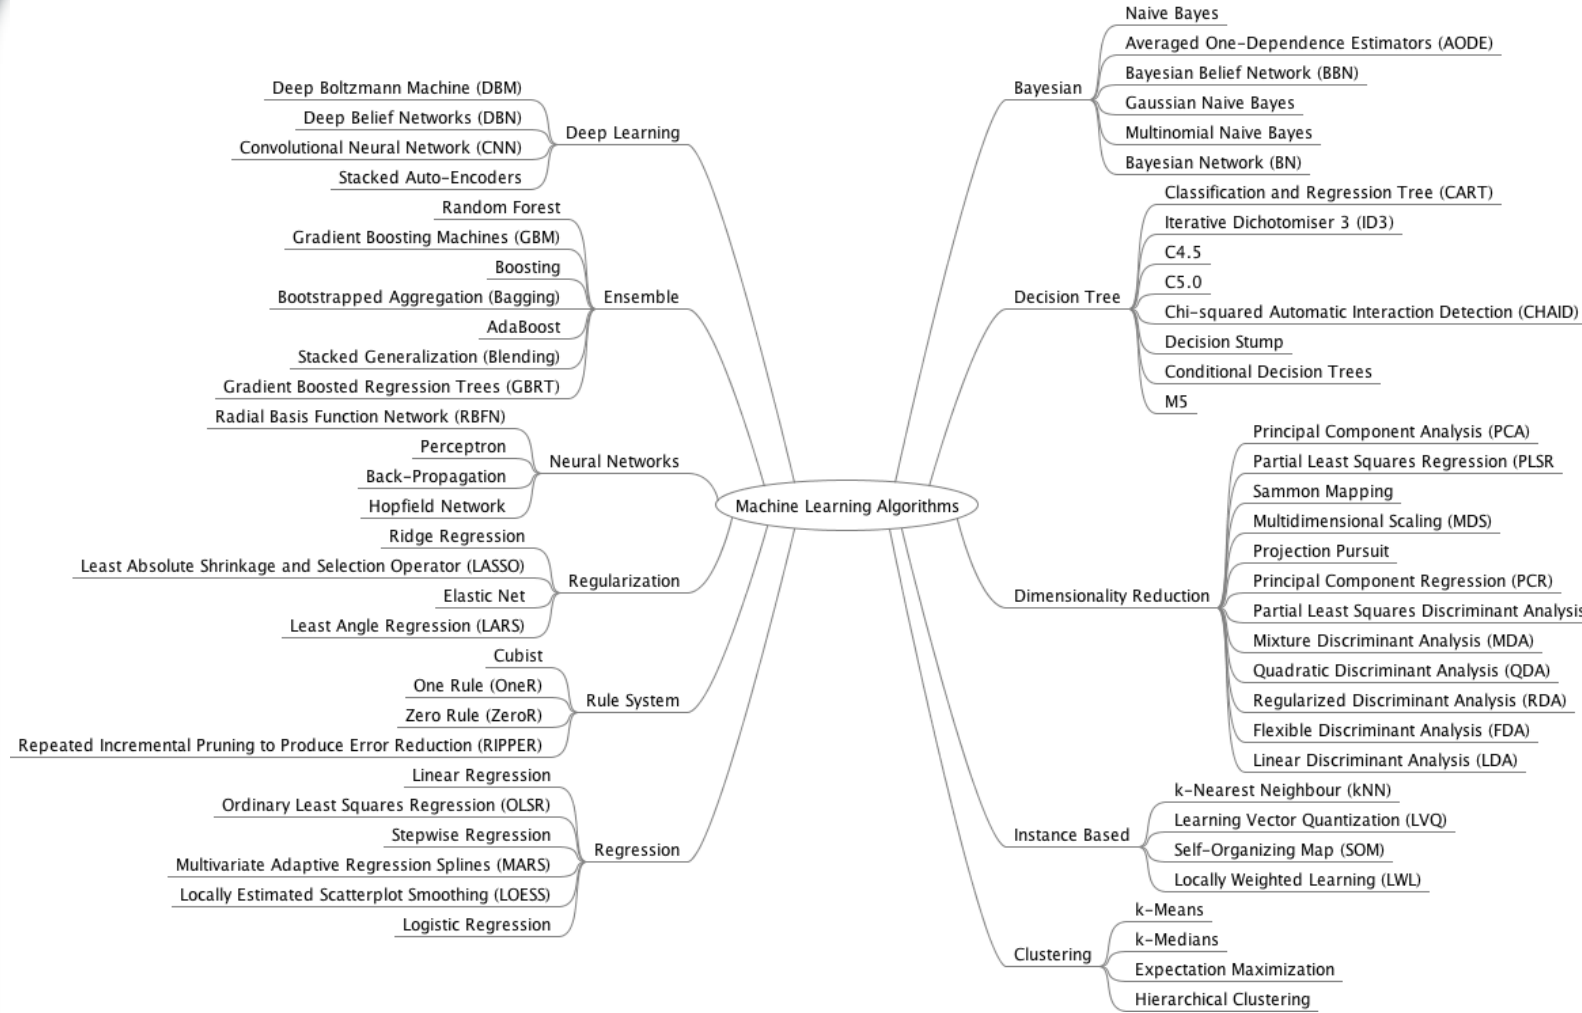 Machine Learning Algorithms
Deep Learning
Deep Boltzmann Machine (DBM)
Deep Belief Networks (DBN)
Convolutional Neural Network (CNN)
Stacked Auto-Encoders
Ensemble
Random Forest
Gradient Boosting Machines (GBM)
Boosting
Bootstrapped Aggregation (Bagging)
AdaBoost
Stacked Generalization (Blending)
Gradient Boosted Regression Trees (GBRT)
Neural Networks
Radial Basis Function Network (RBFN)
Perceptron
Back-Propagation
Hopfield Network
Regularization
Ridge Regression
Least Absolute Shrinkage and Selection Operator (LASSO)
Elastic Net
Least Angle Regression (LARS)
Rule System
Cubist
One Rule (OneR)
Zero Rule (ZeroR)
Repeated Incremental Pruning to Produce Error Reduction (RIPPER)
Regression
Linear Regression
Ordinary Least Squares Regression (OLSR)
Stepwise Regression
Multivariate Adaptive Regression Splines (MARS)
Locally Estimated Scatterplot Smoothing (LOESS)
Logistic Regression
Bayesian
Naive Bayes
Averaged One-Dependence Estimators (AODE)
Bayesian Belief Network (BBN)
Gaussian Naive Bayes
Multinomial Naive Bayes
Bayesian Network (BN)
Decision Tree
Classification and Regression Tree (CART)
Iterative Dichotomiser 3 (ID3)
C4.5
C5.0
Chi-squared Automatic Interaction Detection (CHAID)
Decision Stump
Conditional Decision Trees
M5
Dimensionality Reduction
Principal Component Analysis (PCA)
Partial Least Squares Regression (PLSR
Sammon Mapping
Multidimensional Scaling (MDS)
Projection Pursuit
Principal Component Regression (PCR)
Partial Least Squares Discriminant Analysis
Mixture Discriminant Analysis (MDA)
Quadratic Discriminant Analysis (QDA)
Regularized Discriminant Analysis (RDA)
Flexible Discriminant Analysis (FDA)
Linear Discriminant Analysis (LDA)
Instance Based
k-Nearest Neighbour (kNN)
Learning Vector Quantization (LVQ)
Self-Organizing Map (SOM)
Locally Weighted Learning (LWL)
Clustering
k-Means
k-Medians
Expectation Maximization
Hierarchical Clustering